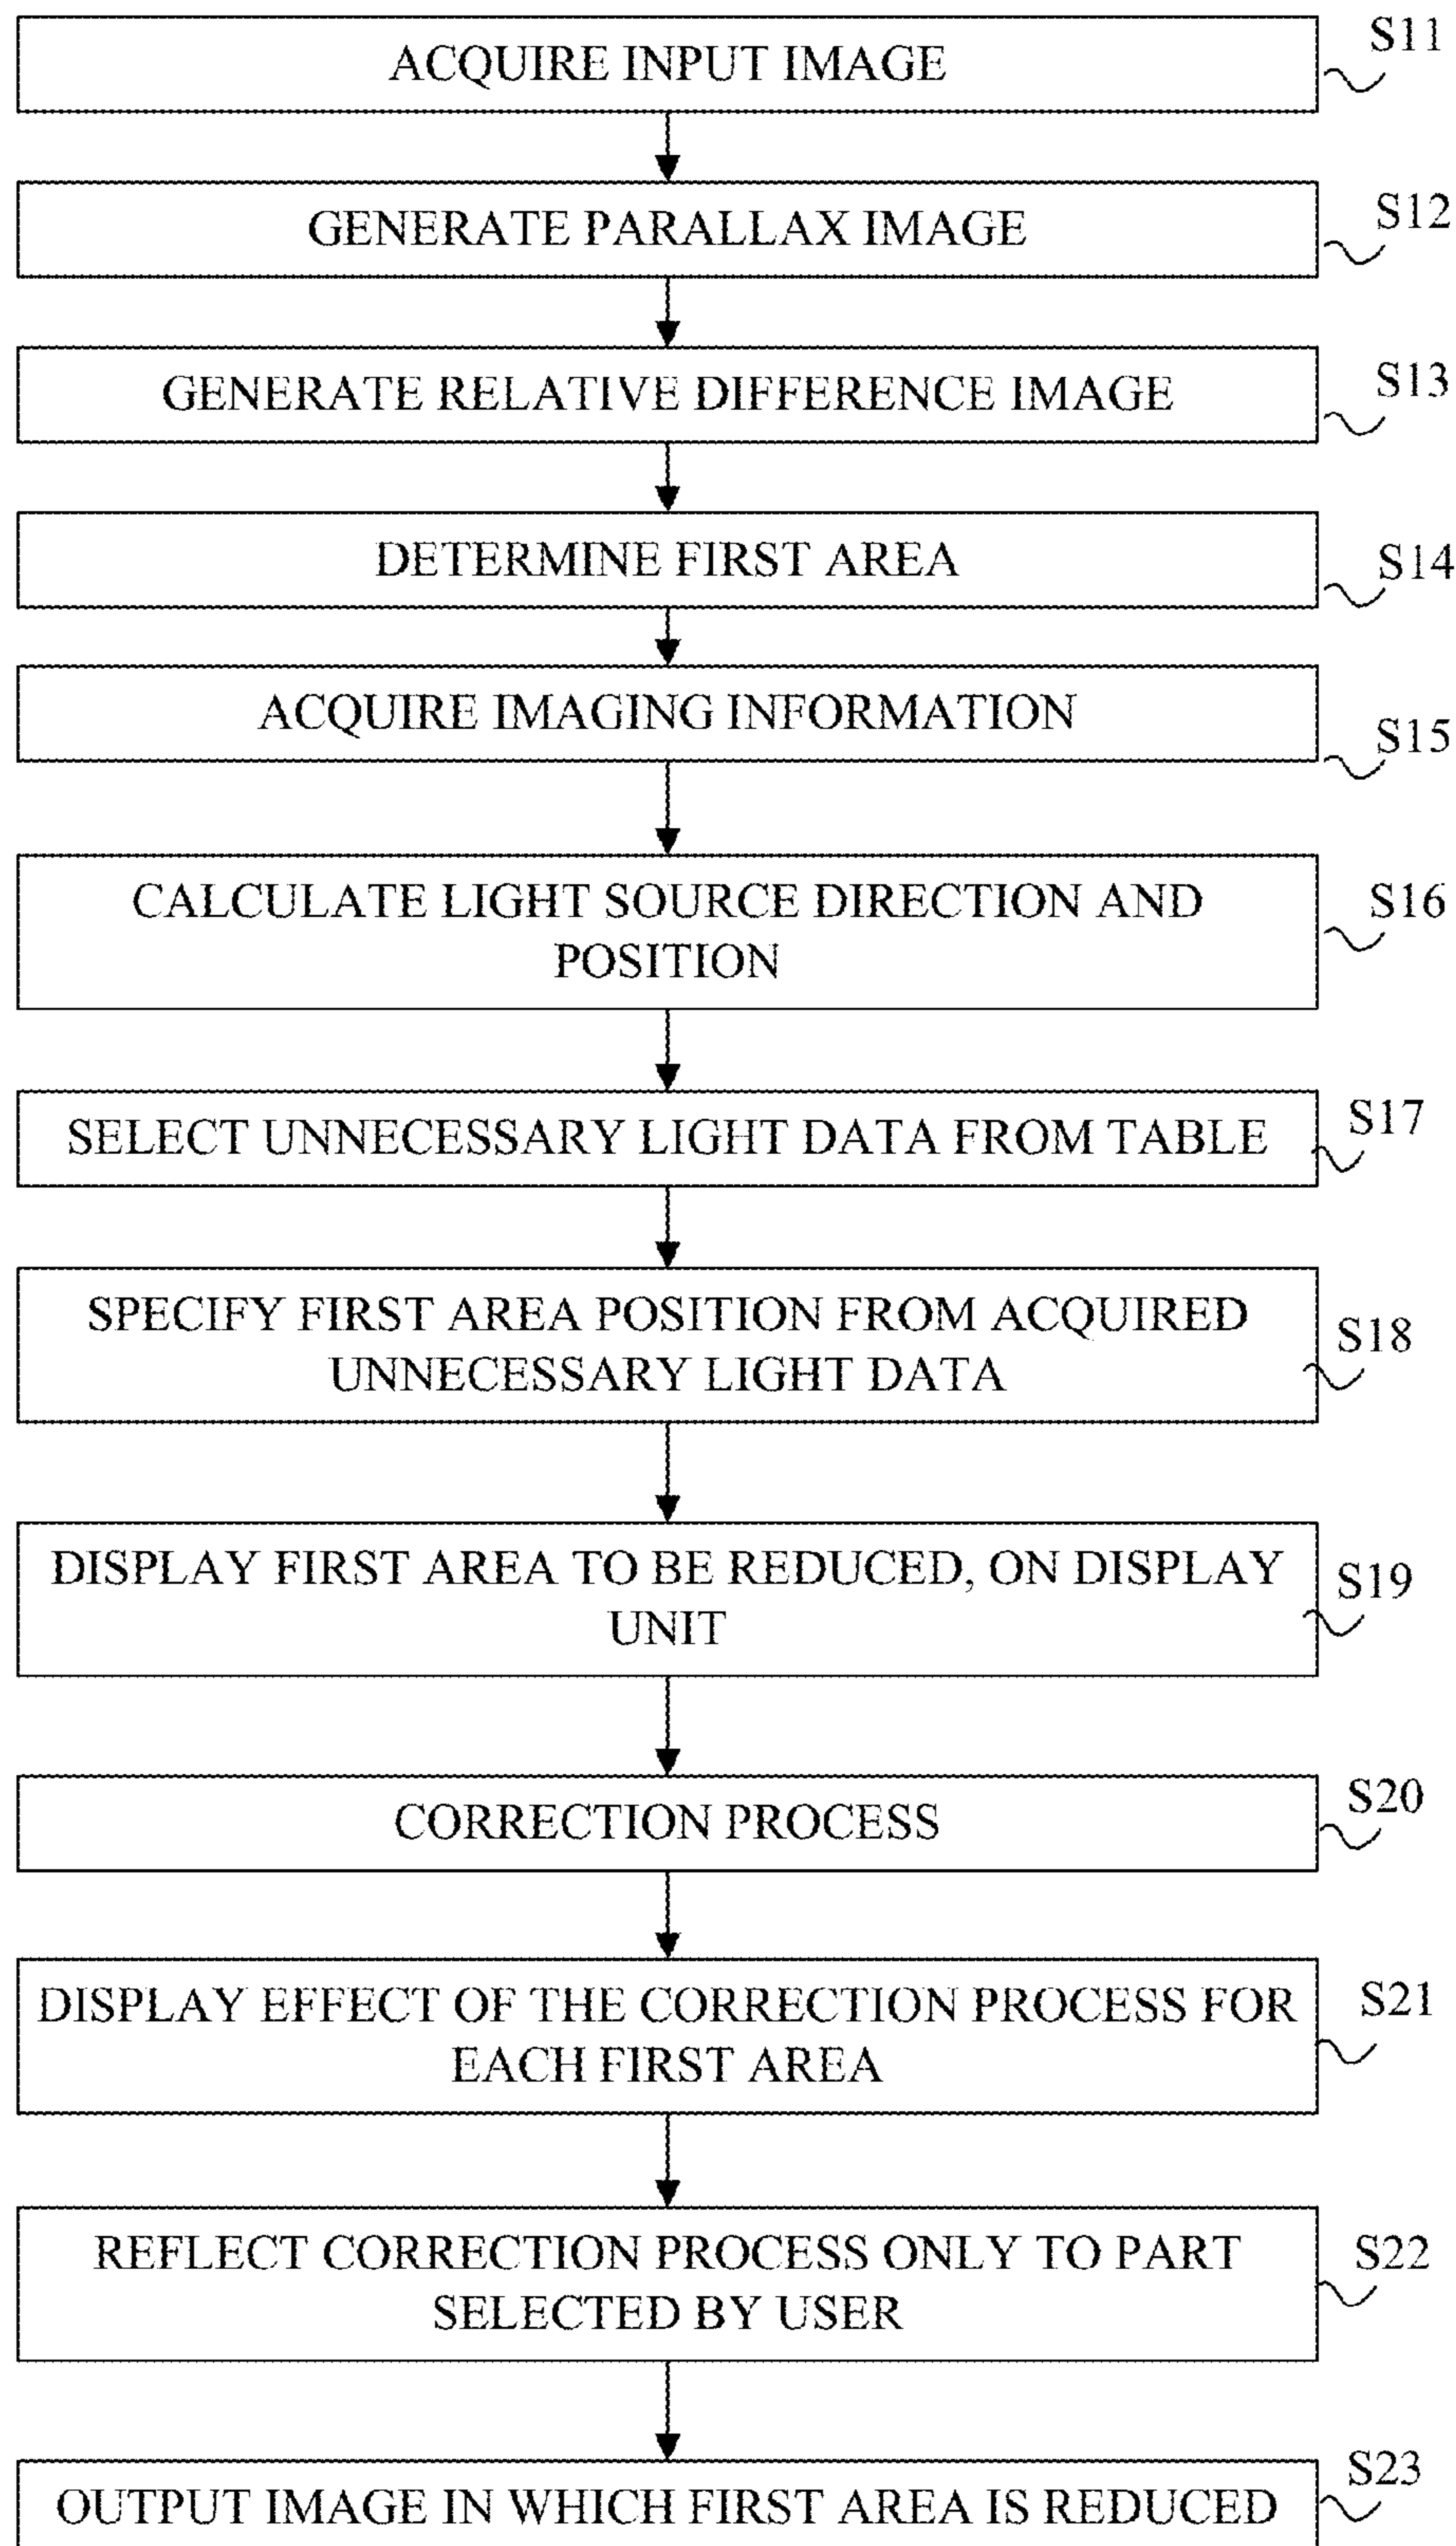 S11
ACQUIRE INPUT IMAGE
S12
GENERATE PARALLAX IMAGE
S13
GENERATE RELATIVE DIFFERENCE IMAGE
S14
DETERMINE FIRST AREA
S15
ACQUIRE IMAGING INFORMATION
S16
CALCULATE LIGHT SOURCE DIRECTION AND
POSITION
S17
SELECT UNNECESSARY LIGHT DATA FROM TABLE
S18
SPECIFY FIRST AREA POSITION FROM ACQUIRED
UNNECESSARY LIGHT DATA
S19
DISPLAY FIRST AREA TO BE REDUCED, ON DISPLAY
UNIT
S20
CORRECTION PROCESS
S21
DISPLAY EFFECT OF THE CORRECTION PROCESS FOR
EACH FIRST AREA
S22
REFLECT CORRECTION PROCESS ONLY TO PART
SELECTED BY USER
S23
OUTPUT IMAGE IN WHICH FIRST AREA IS REDUCED